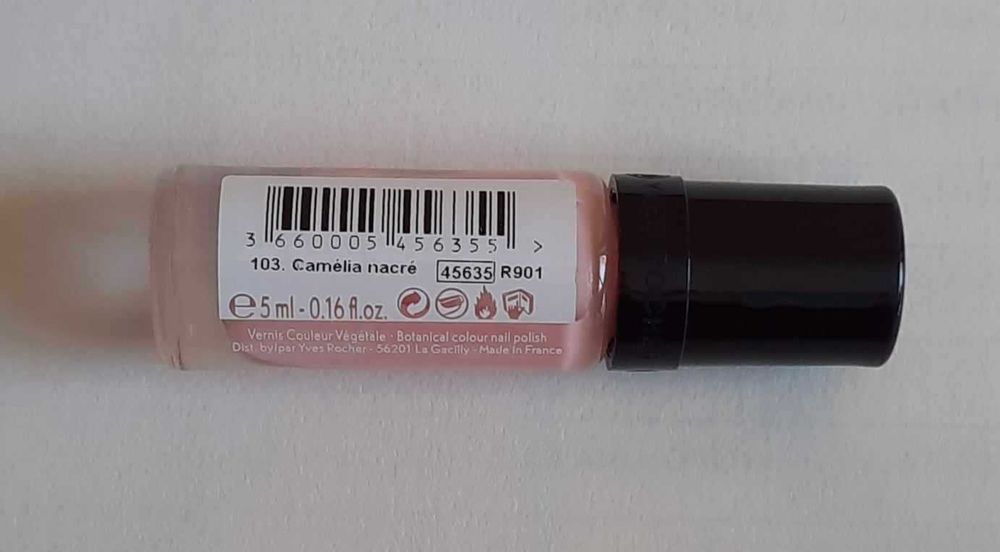 3 660005 456355 >
103. Camélia nacré 45635 R901
e 5 ml - 0.16 fl.oz.
Vernis Couleur Végétale · Botanical colour nail polish
Dist. by/par Yves Rocher - 56201 La Gacilly - Made in France